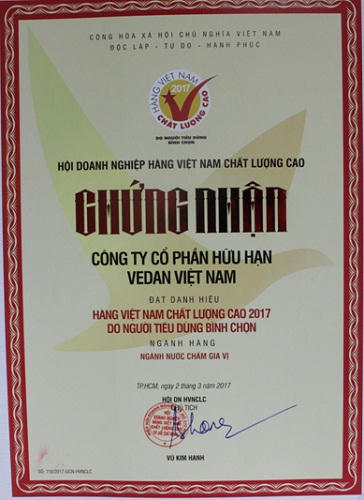 CỘNG HÒA XÃ HỘI CHỦ NGHĨA VIỆT NAM
ĐỘC LẬP - TỰ DO - HẠNH PHÚC
HÀNG VIỆT NAM
2017
CHẤT LƯỢNG CAO
DO NGƯỜI TIÊU DÙNG
BÌNH CHỌN
HỘI DOANH NGHIỆP HÀNG VIỆT NAM CHẤT LƯỢNG CAO
CHỨNG NHẬN
CÔNG TY CỔ PHẦN HỮU HẠN
VEDAN VIỆT NAM
ĐẠT DANH HIỆU
HÀNG VIỆT NAM CHẤT LƯỢNG CAO 2017
DO NGƯỜI TIÊU DÙNG BÌNH CHỌN
NGÀNH HÀNG
NGÀNH NƯỚC CHẤM GIA VỊ
TP.HCM, ngày 2 tháng 3 năm 2017
HỘI DN HVNCLC
CHỦ TỊCH
VŨ KIM HẠNH